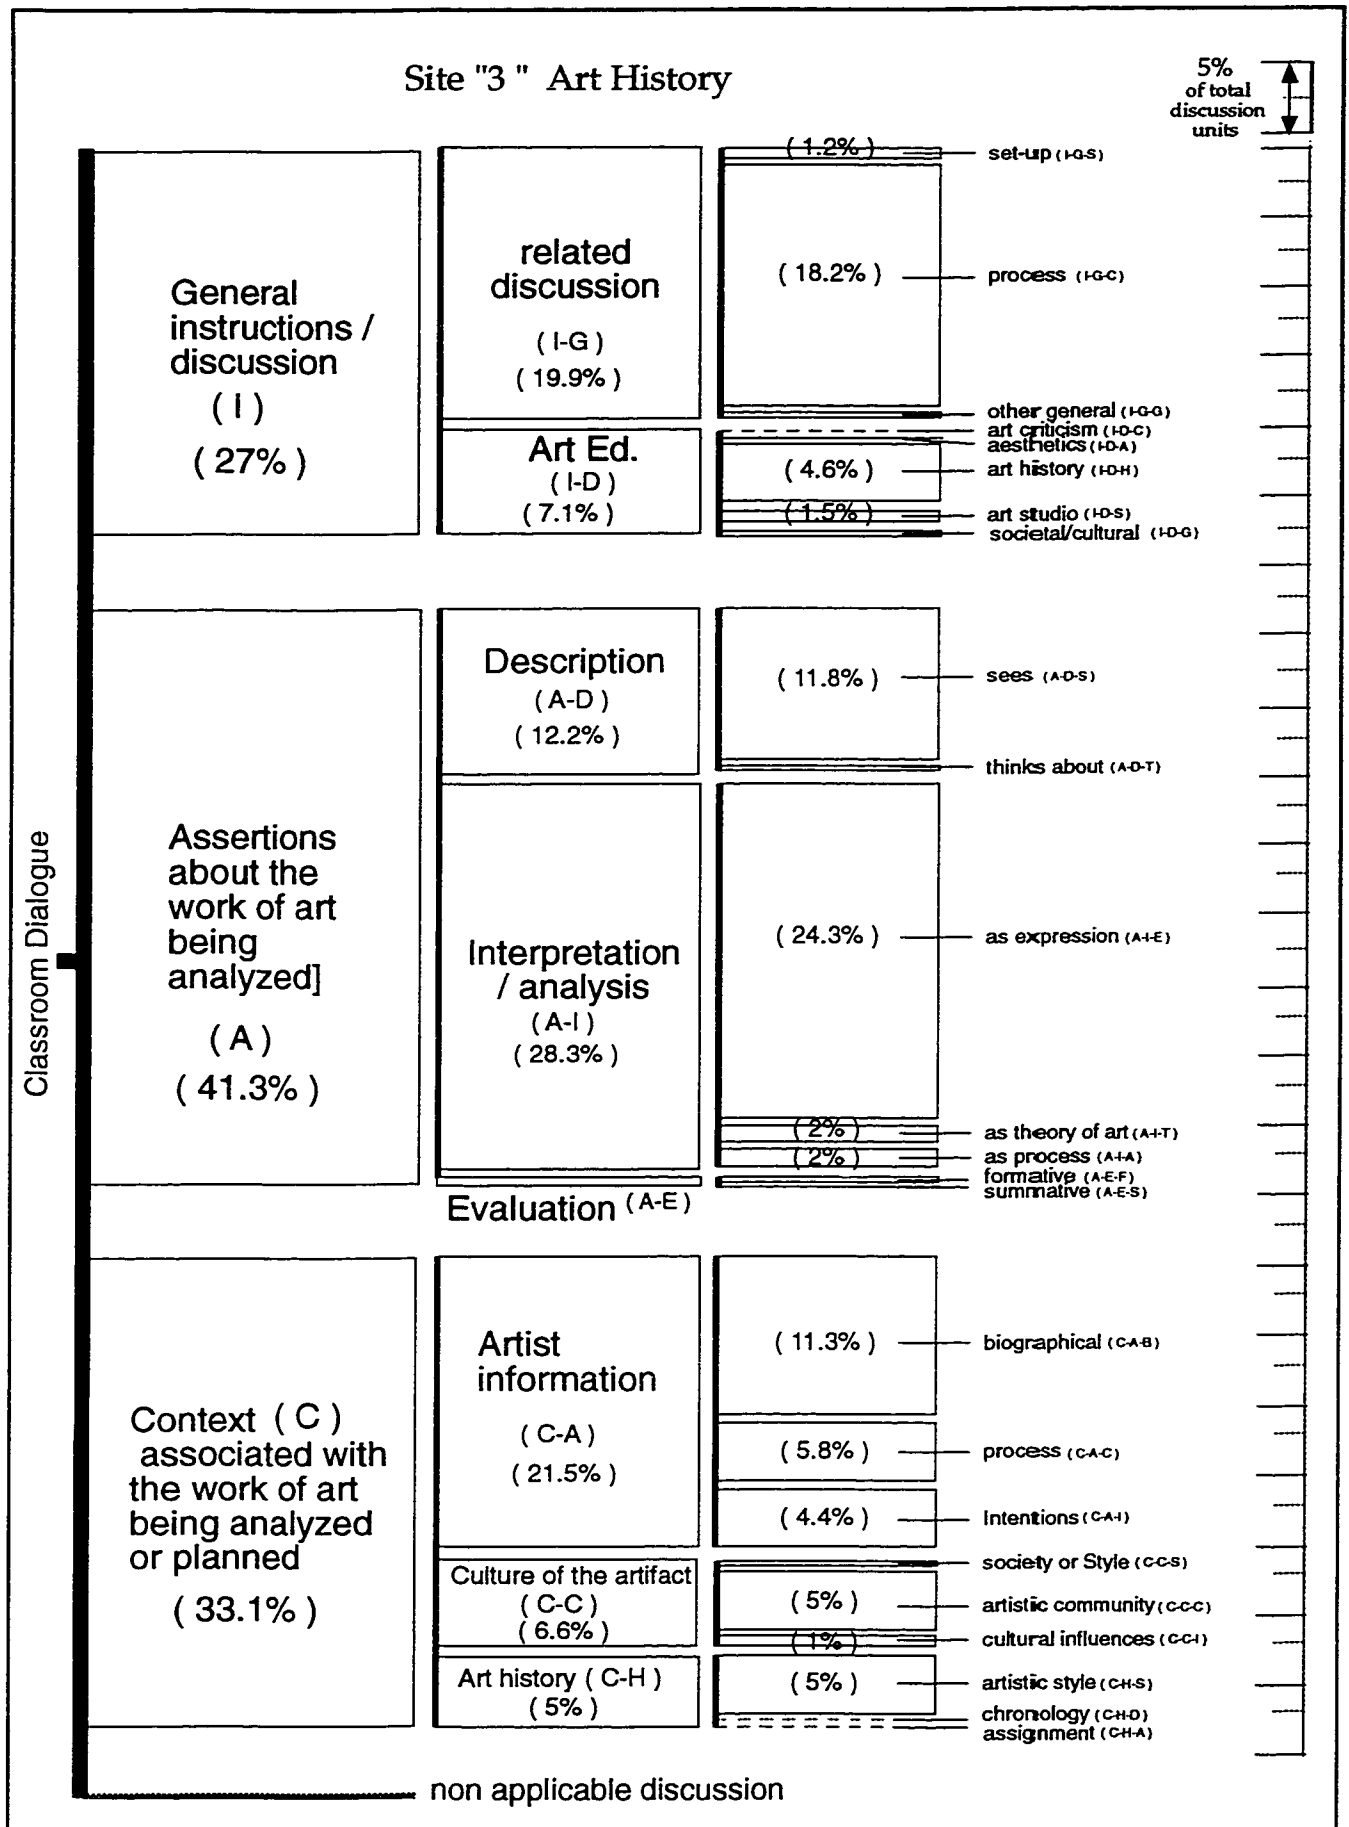 Site "3 " Art History
5%
of total
discussion
units
Classroom Dialogue
General
instructions /
discussion
( I )
( 27% )
related
discussion
( I-G )
( 19.9% )
( 1.2% )
set-up ( I-G-S )
( 18.2% )
process ( I-G-C )
other general ( I-G-G )
Art Ed.
( I-D )
( 7.1% )
art criticism ( I-D-C )
aesthetics ( I-D-A )
( 4.6% )
art history ( I-D-H )
( 1.5% )
art studio ( I-D-S )
societal/cultural ( I-D-G )
Assertions
about the
work of art
being
analyzed]
( A )
( 41.3% )
Description
( A-D )
( 12.2% )
( 11.8% )
sees ( A-D-S )
thinks about ( A-D-T )
Interpretation
/ analysis
( A-I )
( 28.3% )
( 24.3% )
as expression ( A-I-E )
( 2% )
as theory of art ( A-I-T )
( 2% )
as process ( A-I-A )
Evaluation ( A-E )
formative ( A-E-F )
summative ( A-E-S )
Context ( C )
associated with
the work of art
being analyzed
or planned
( 33.1% )
Artist
information
( C-A )
( 21.5% )
( 11.3% )
biographical ( C-A-B )
( 5.8% )
process ( C-A-C )
( 4.4% )
Intentions ( C-A-I )
Culture of the artifact
( C-C )
( 6.6% )
society or Style ( C-C-S )
( 5% )
artistic community ( C-C-C )
( 1% )
cultural influences ( C-C-I )
Art history ( C-H )
( 5% )
( 5% )
artistic style ( C-H-S )
chronology ( C-H-D )
assignment ( C-H-A )
non applicable discussion